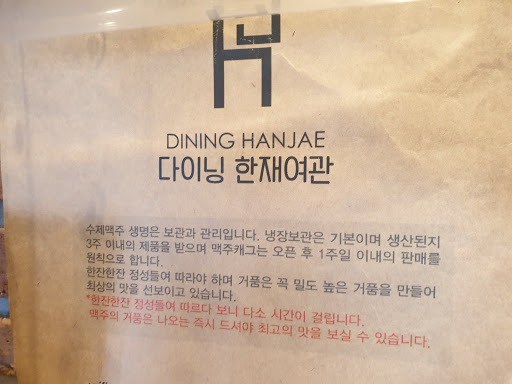 DINING HANJAE
다이닝 한재여관
수제맥주 생명은 보관과 관리입니다. 냉장보관은 기본이며 생산된지
3주 이내의 제품을 받으며 맥주캐그는 오픈 후 1주일 이내의 판매를
원칙으로 합니다.
한잔한잔 정성들여 따라야 하며 거품은 꼭 밀도 높은 거품을 만들어
최상의 맛을 선보이고 있습니다.
*한잔한잔 정성들여 따르다 보니 다소 시간이 걸립니다.
맥주의 거품은 나오는 즉시 드셔야 최고의 맛을 보실 수 있습니다.